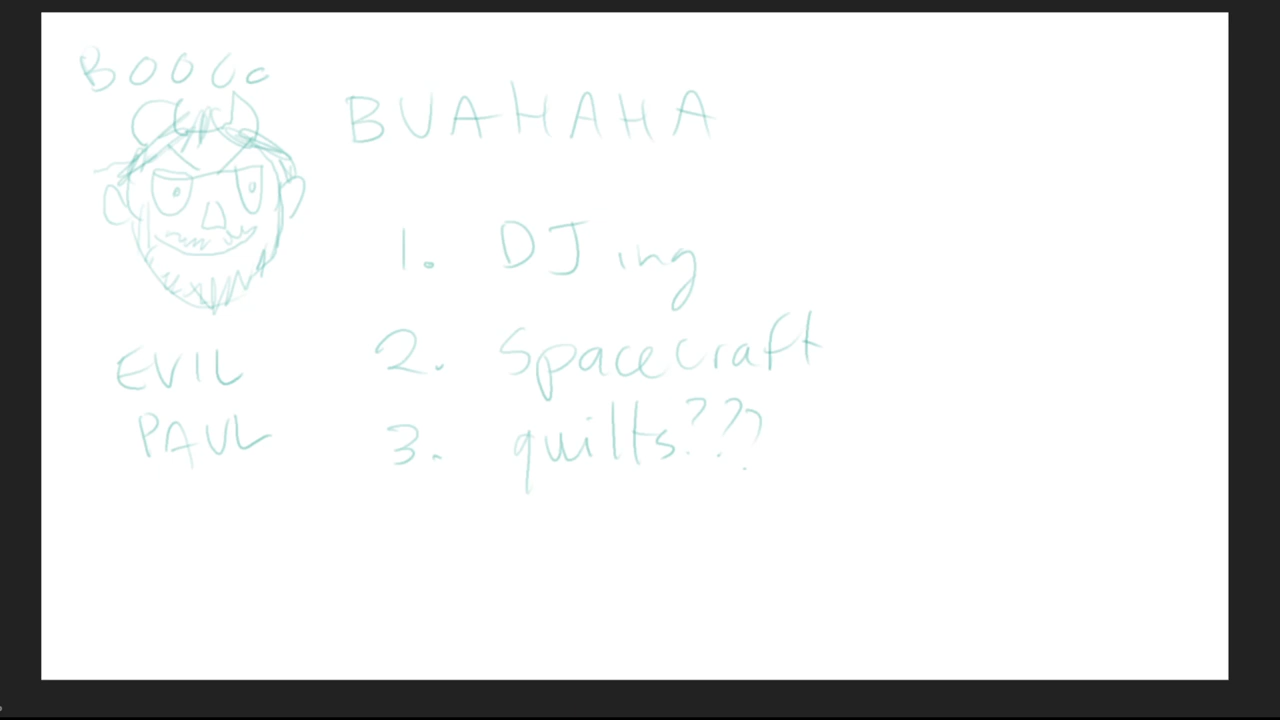 BOOOo
BUAHAHA
1. DJing
2. Spacecraft
3. quilts???
EVIL
PAUL